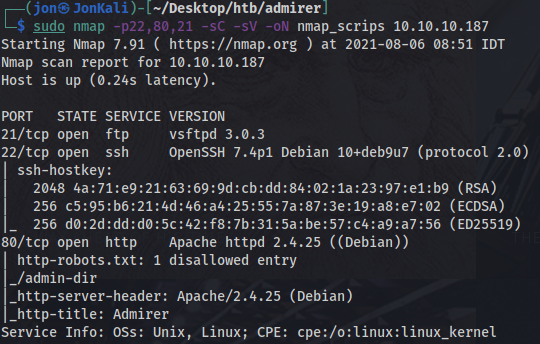 ┌──(jon㉿JonKali)-[~/Desktop/htb/admirer]
└─$ sudo nmap -p22,80,21 -sC -sV -oN nmap_scrips 10.10.10.187
Starting Nmap 7.91 ( https://nmap.org ) at 2021-08-06 08:51 IDT
Nmap scan report for 10.10.10.187
Host is up (0.24s latency).

PORT   STATE SERVICE VERSION
21/tcp open  ftp     vsftpd 3.0.3
22/tcp open  ssh     OpenSSH 7.4p1 Debian 10+deb9u7 (protocol 2.0)
| ssh-hostkey:
|   2048 4a:71:e9:21:63:69:9d:cb:dd:84:02:1a:23:97:e1:b9 (RSA)
|   256 c5:95:b6:21:4d:46:a4:25:55:7a:87:3e:19:a8:e7:02 (ECDSA)
|_  256 d0:2d:dd:d0:5c:42:f8:7b:31:5a:be:57:c4:a9:a7:56 (ED25519)
80/tcp open  http    Apache httpd 2.4.25 ((Debian))
| http-robots.txt: 1 disallowed entry
|_/admin-dir
|_http-server-header: Apache/2.4.25 (Debian)
|_http-title: Admirer
Service Info: OSs: Unix, Linux; CPE: cpe:/o:linux:linux_kernel